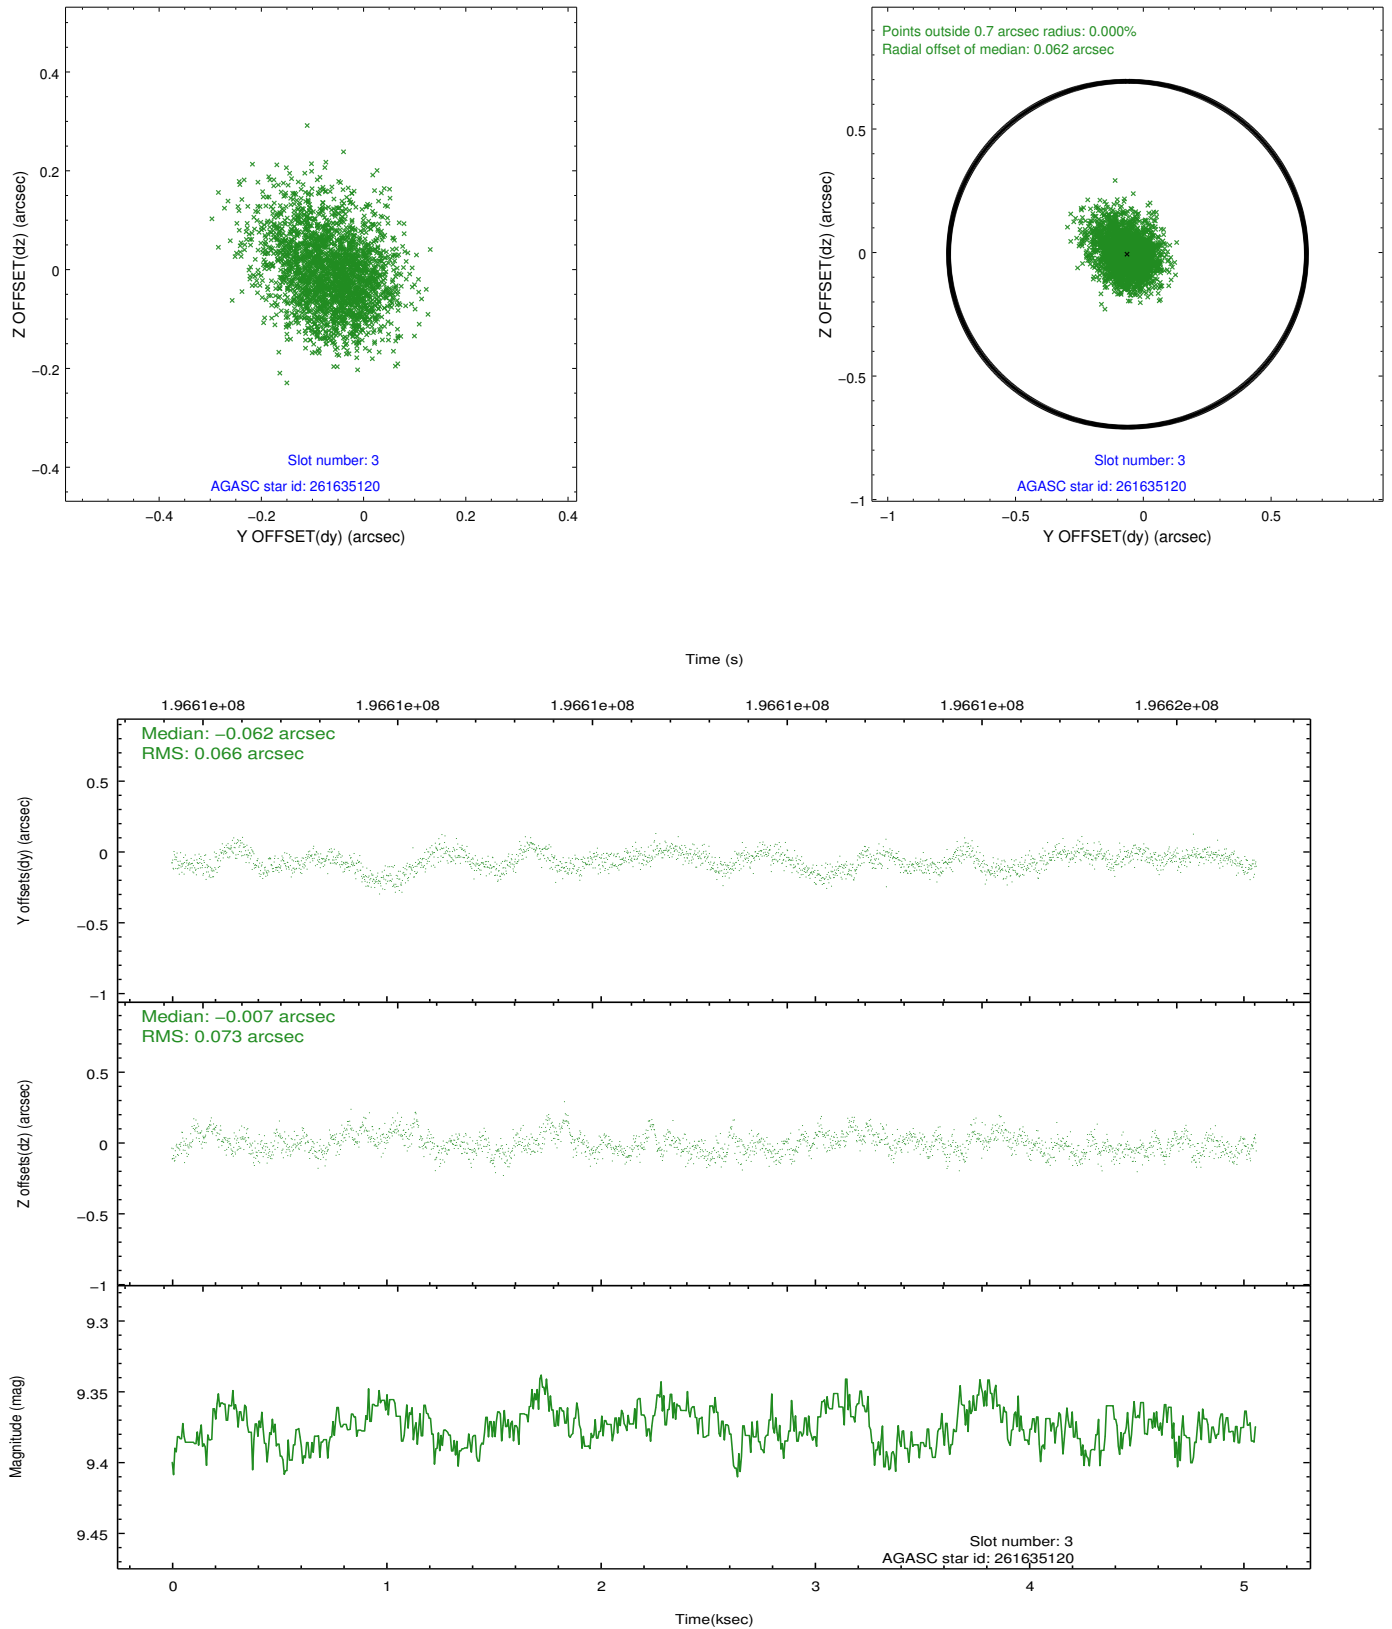 0.4
0.2
0
−0.2
−0.4
Z OFFSET(dz) (arcsec)
Slot number: 3
AGASC star id: 261635120
−0.4
−0.2
0
0.2
0.4
Y OFFSET(dy) (arcsec)
Points outside 0.7 arcsec radius: 0.000%
Radial offset of median: 0.062 arcsec
0.5
0
−0.5
−1
Z OFFSET(dz) (arcsec)
Slot number: 3
AGASC star id: 261635120
−1
−0.5
0
0.5
Y OFFSET(dy) (arcsec)
Time (s)
1.9661e+08
1.9661e+08
1.9661e+08
1.9661e+08
1.9661e+08
1.9662e+08
Median: −0.062 arcsec
RMS: 0.066 arcsec
0.5
0
−0.5
−1
Y offsets(dy) (arcsec)
Median: −0.007 arcsec
RMS: 0.073 arcsec
0.5
0
−0.5
−1
Z offsets(dz) (arcsec)
9.3
9.35
9.4
9.45
Magnitude (mag)
Slot number: 3
AGASC star id: 261635120
0
1
2
3
4
5
Time(ksec)